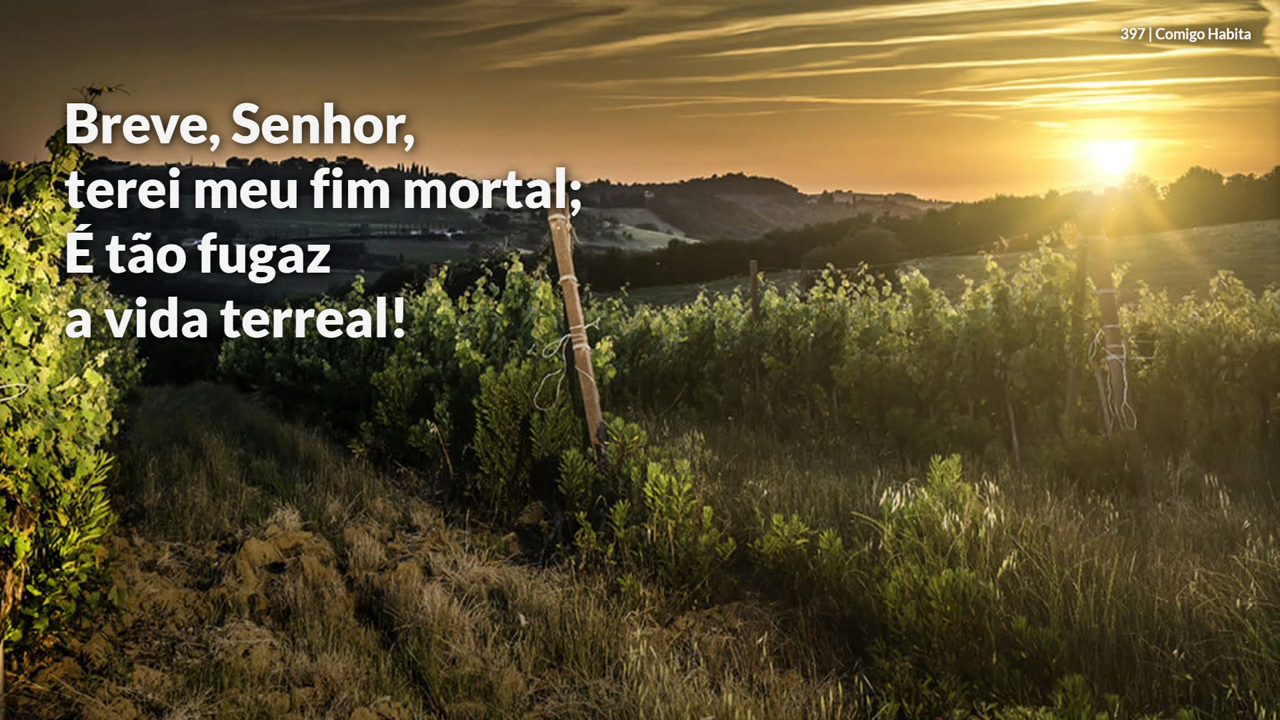 397 | Comigo Habita
Breve, Senhor,
terei meu fim mortal;
É tão fugaz
a vida terreal!